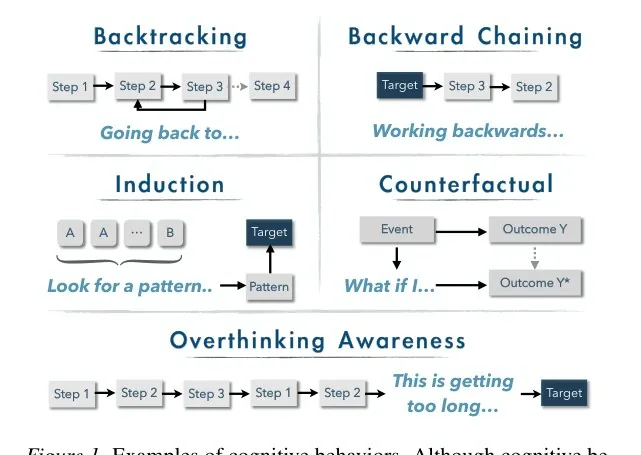 Backtracking
Step 1 Step 2 Step 3 Step 4
Going back to...
Backward Chaining
Target Step 3 Step 2
Working backwards...
Induction
A A ... B
Target
Look for a pattern..
Pattern
Counterfactual
Event Outcome Y
What if I... Outcome Y*
Overthinking Awareness
Step 1 Step 2 Step 3 Step 1 Step 2
This is getting
too long...
Target
Figure 1. Examples of cognitive behaviors. Although cognitive be